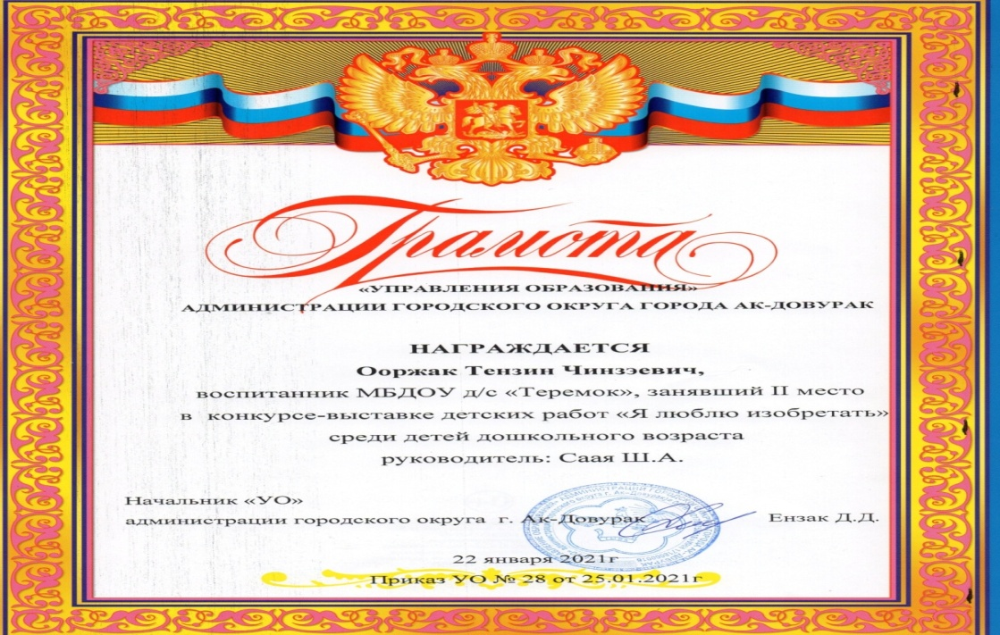 Грамота
«УПРАВЛЕНИЯ ОБРАЗОВАНИЯ»
АДМИНИСТРАЦИИ ГОРОДСКОГО ОКРУГА ГОРОДА АК-ДОВУРАК
НАГРАЖДАЕТСЯ
Ооржак Тензин Чинзэевич,
воспитанник МБДОУ д/с «Теремок», занявший II место
в конкурсе-выставке детских работ «Я люблю изобретать»
среди детей дошкольного возраста
руководитель: Саая Ш.А.
Начальник «УО»
администрации городского округа г. Ак-Довурак Ензак Д.Д.
22 января 2021г
Приказ УО № 28 от 25.01.2021г